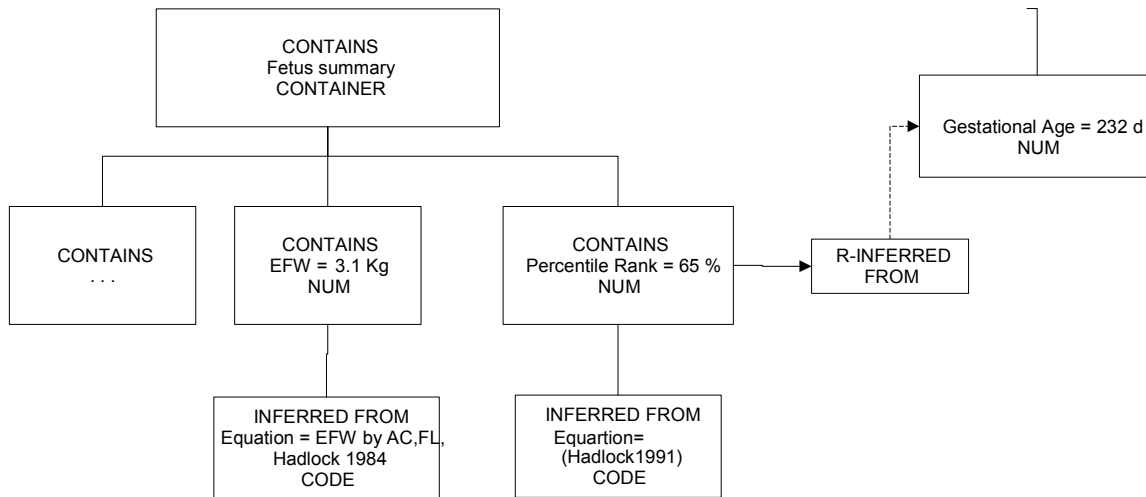 CONTAINS
Fetus summary
CONTAINER
Gestational Age = 232 d
NUM
CONTAINS
. . .
CONTAINS
EFW = 3.1 Kg
NUM
CONTAINS
Percentile Rank = 65 %
NUM
R-INFERRED
FROM
INFERRED FROM
Equation = EFW by AC,FL,
Hadlock 1984
CODE
INFERRED FROM
Equartion=
(Hadlock1991)
CODE